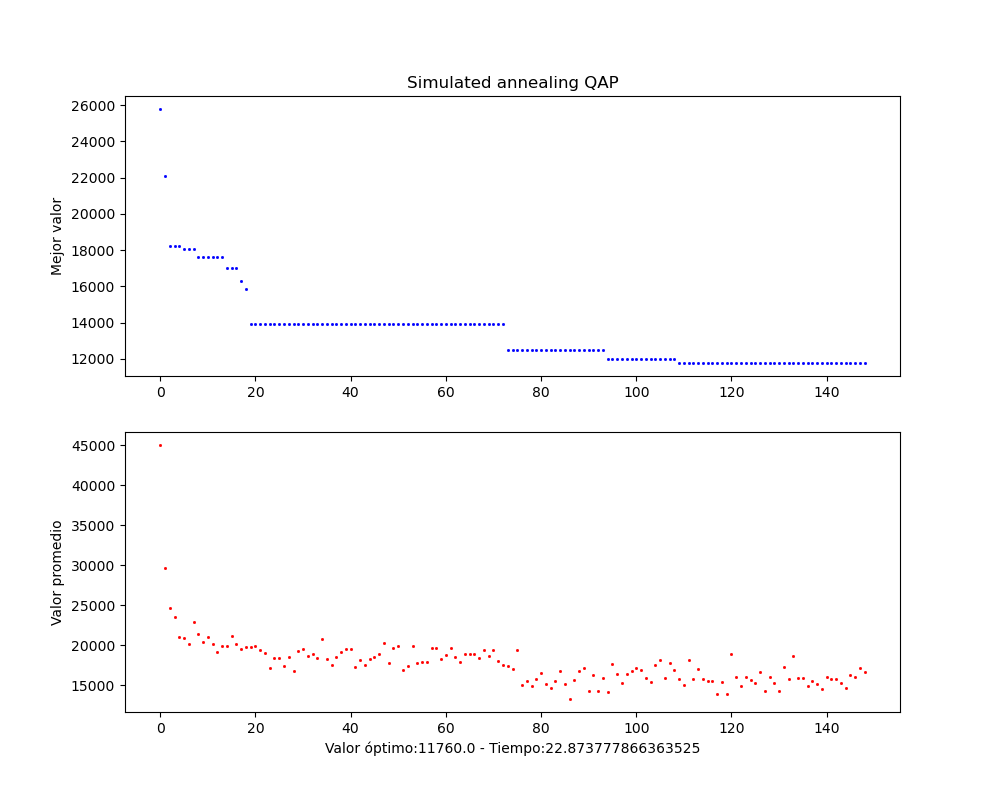 Simulated annealing QAP
Mejor valor
26000
24000
22000
20000
18000
16000
14000
12000
0 20 40 60 80 100 120 140
Valor promedio
45000
40000
35000
30000
25000
20000
15000
0 20 40 60 80 100 120 140
Valor óptimo:11760.0 - Tiempo:22.873777866363525